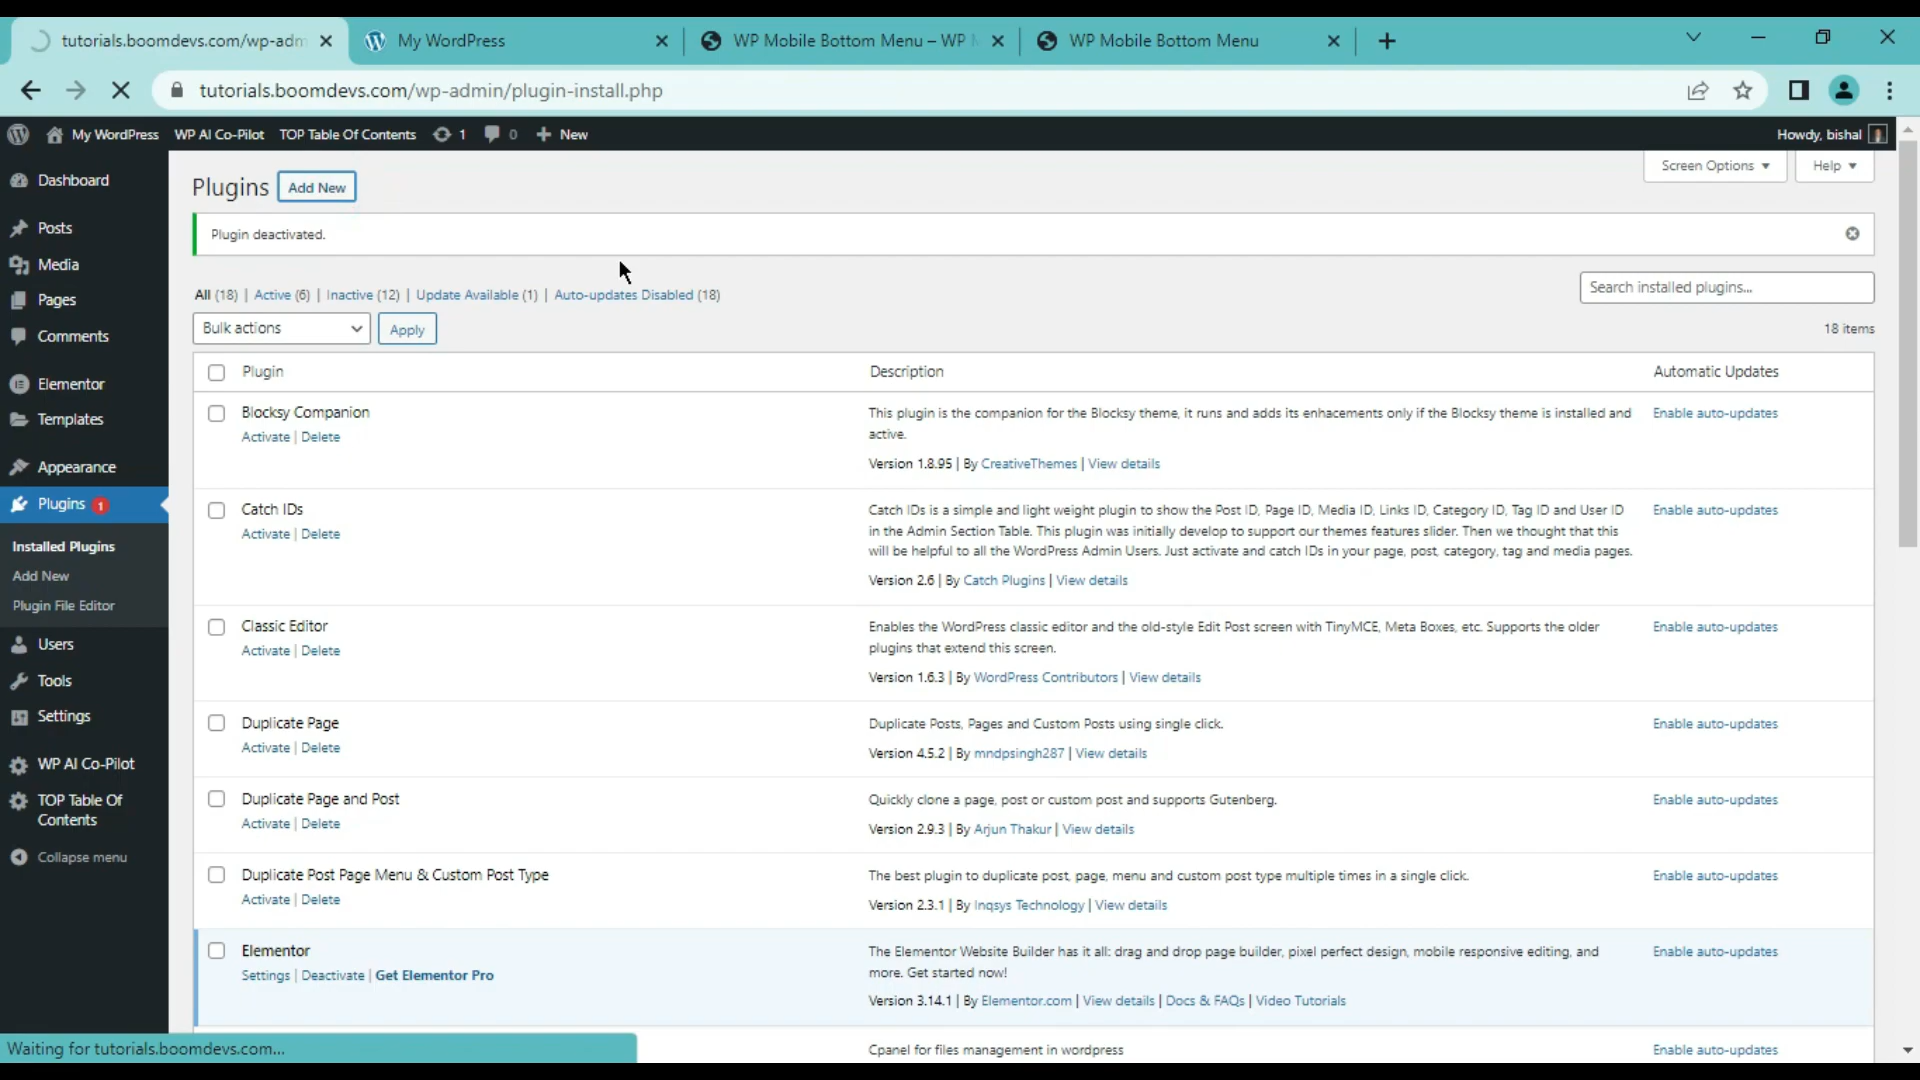 tutorials.boomdevs.com/wp-adm
My WordPress
WP Mobile Bottom Menu – WP
WP Mobile Bottom Menu
tutorials.boomdevs.com/wp-admin/plugin-install.php
My WordPress WP AI Co-Pilot TOP Table Of Contents 1 0 New Howdy, bishal
Dashboard
Posts
Media
Pages
Comments
Elementor
Templates
Appearance
Plugins 1
Installed Plugins
Add New
Plugin File Editor
Users
Tools
Settings
WP AI Co-Pilot
TOP Table Of
Contents
Collapse menu
Screen Options Help
Plugins Add New
Plugin deactivated.
All (18) | Active (6) | Inactive (12) | Update Available (1) | Auto-updates Disabled (18)
Search installed plugins...
Bulk actions Apply
18 items
Plugin Description Automatic Updates
Blocksy Companion
Activate | Delete
This plugin is the companion for the Blocksy theme, it runs and adds its enhacements only if the Blocksy theme is installed and
active.
Version 1.8.95 | By CreativeThemes | View details
Enable auto-updates
Catch IDs
Activate | Delete
Catch IDs is a simple and light weight plugin to show the Post ID, Page ID, Media ID, Links ID, Category ID, Tag ID and User ID
in the Admin Section Table. This plugin was initially develop to support our themes features slider. Then we thought that this
will be helpful to all the WordPress Admin Users. Just activate and catch IDs in your page, post, category, tag and media pages.
Version 2.6 | By Catch Plugins | View details
Enable auto-updates
Classic Editor
Activate | Delete
Enables the WordPress classic editor and the old-style Edit Post screen with TinyMCE, Meta Boxes, etc. Supports the older
plugins that extend this screen.
Version 1.6.3 | By WordPress Contributors | View details
Enable auto-updates
Duplicate Page
Activate | Delete
Duplicate Posts, Pages and Custom Posts using single click.
Version 4.5.2 | By mndpsingh287 | View details
Enable auto-updates
Duplicate Page and Post
Activate | Delete
Quickly clone a page, post or custom post and supports Gutenberg.
Version 2.9.3 | By Arjun Thakur | View details
Enable auto-updates
Duplicate Post Page Menu & Custom Post Type
Activate | Delete
The best plugin to duplicate post, page, menu and custom post type multiple times in a single click.
Version 2.3.1 | By Inqsys Technology | View details
Enable auto-updates
Elementor
Settings | Deactivate | Get Elementor Pro
The Elementor Website Builder has it all: drag and drop page builder, pixel perfect design, mobile responsive editing, and
more. Get started now!
Version 3.14.1 | By Elementor.com | View details | Docs & FAQs | Video Tutorials
Enable auto-updates
Cpanel for files management in wordpress
Enable auto-updates
Waiting for tutorials.boomdevs.com...